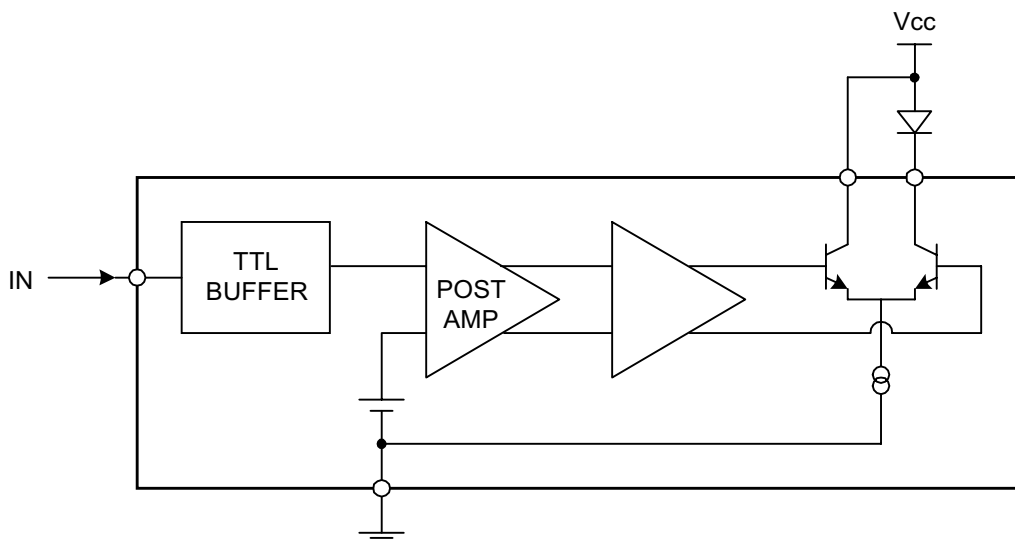 Vcc
IN
TTL
BUFFER
POST
AMP